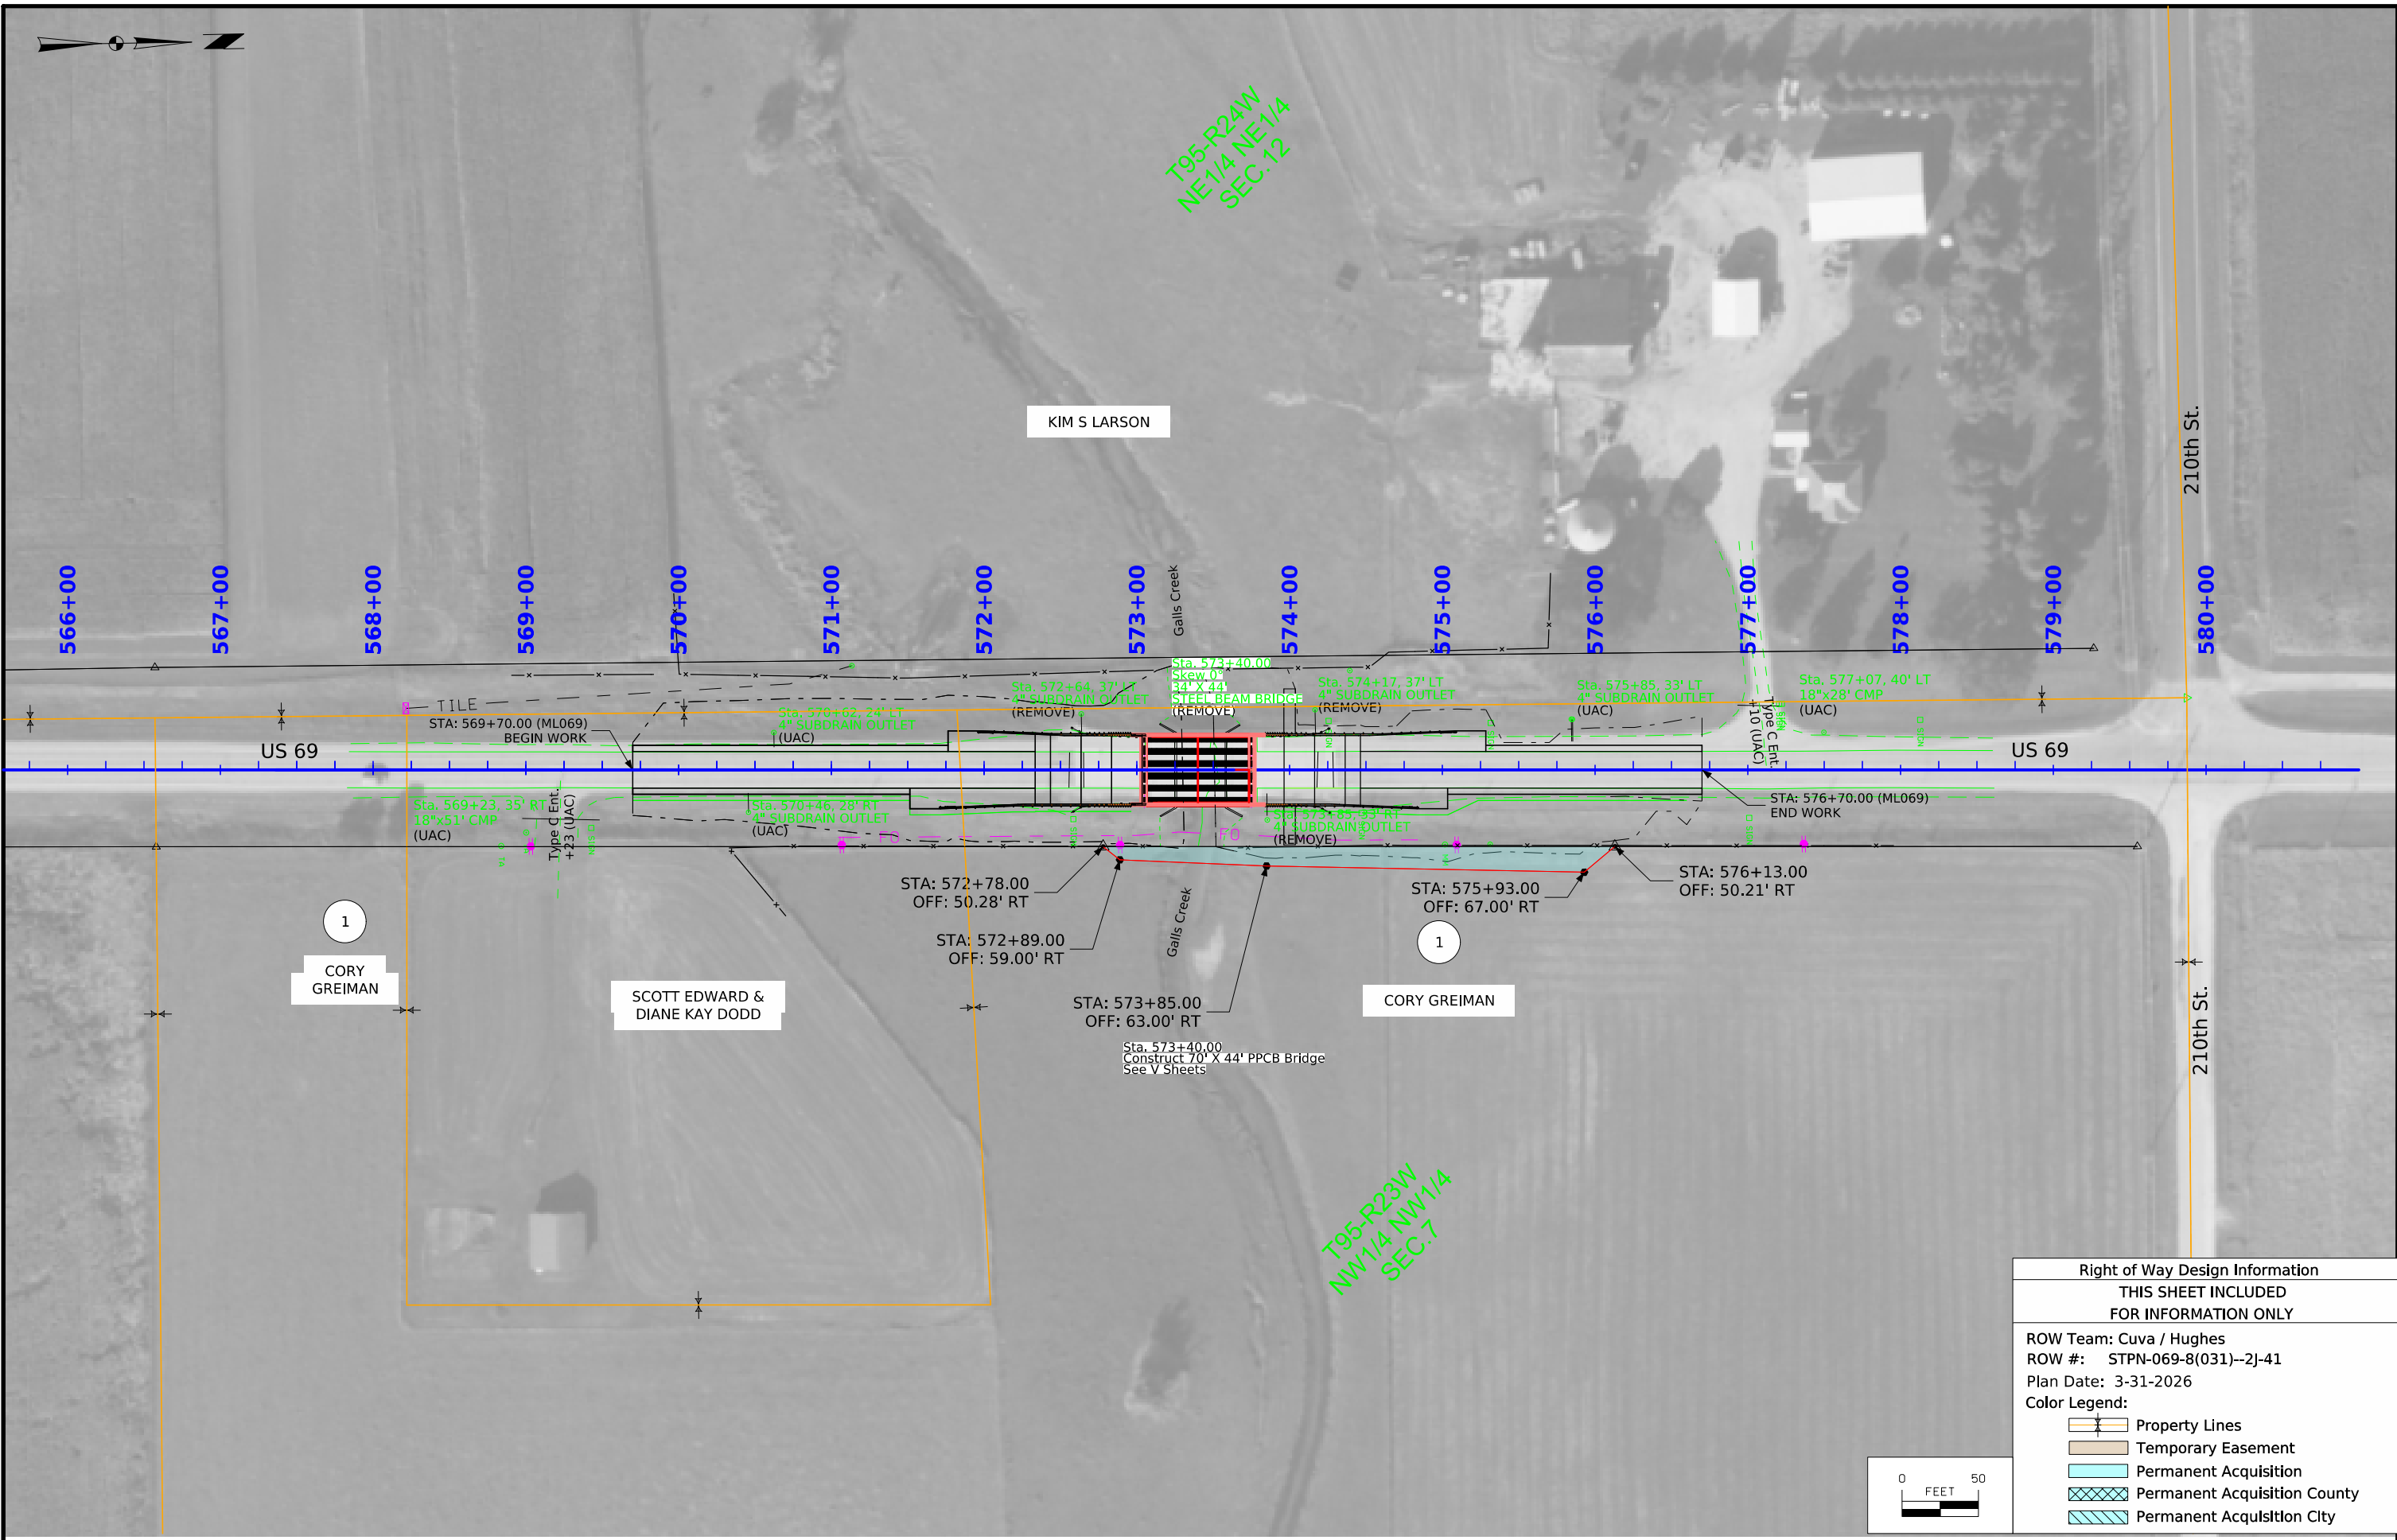 T95-R24W
NE1/4 NE1/4
SEC.12
KIM S LARSON
210th St.
566+00
567+00
568+00
569+00
570+00
571+00
572+00
573+00
574+00
575+00
576+00
577+00
578+00
579+00
580+00
Galls Creek
TILE
STA: 569+70.00 (ML069)
BEGIN WORK
4" SUBDRAIN OUTLET
(UAC)
Sta. 572+64, 37' LT
4" SUBDRAIN OUTLET
(REMOVE)
Sta. 573+40.00
Skew 0°
34' X 44'
STEEL BEAM BRIDGE
(REMOVE)
Sta. 574+17, 37' LT
4" SUBDRAIN OUTLET
(REMOVE)
Sta. 575+85, 33' LT
4" SUBDRAIN OUTLET
(UAC)
Type C Ent.
+10 (UAC)
Sta. 577+07, 40' LT
18"x28' CMP
(UAC)
US 69
US 69
Sta. 569+23, 35' RT
18"x51' CMP
(UAC)
Type C Ent.
+23 (UAC)
Sta. 570+46, 28' RT
4" SUBDRAIN OUTLET
(UAC)
FO
FO
4" SUBDRAIN OUTLET
(REMOVE)
STA: 576+70.00 (ML069)
END WORK
STA: 572+78.00
OFF: 50.28' RT
STA: 572+89.00
OFF: 59.00' RT
STA: 573+85.00
OFF: 63.00' RT
STA: 575+93.00
OFF: 67.00' RT
STA: 576+13.00
OFF: 50.21' RT
Galls Creek
1
CORY
GREIMAN
SCOTT EDWARD &
DIANE KAY DODD
1
CORY GREIMAN
Sta. 573+40.00
Construct 70' X 44' PPCB Bridge
See V Sheets
210th St.
T95-R23W
NW1/4 NW1/4
SEC.7
0 50
FEET
Right of Way Design Information
THIS SHEET INCLUDED
FOR INFORMATION ONLY
ROW Team: Cuva / Hughes
ROW #: STPN-069-8(031)--2J-41
Plan Date: 3-31-2026
Color Legend:
Property Lines
Temporary Easement
Permanent Acquisition
Permanent Acquisition County
Permanent Acquisition City